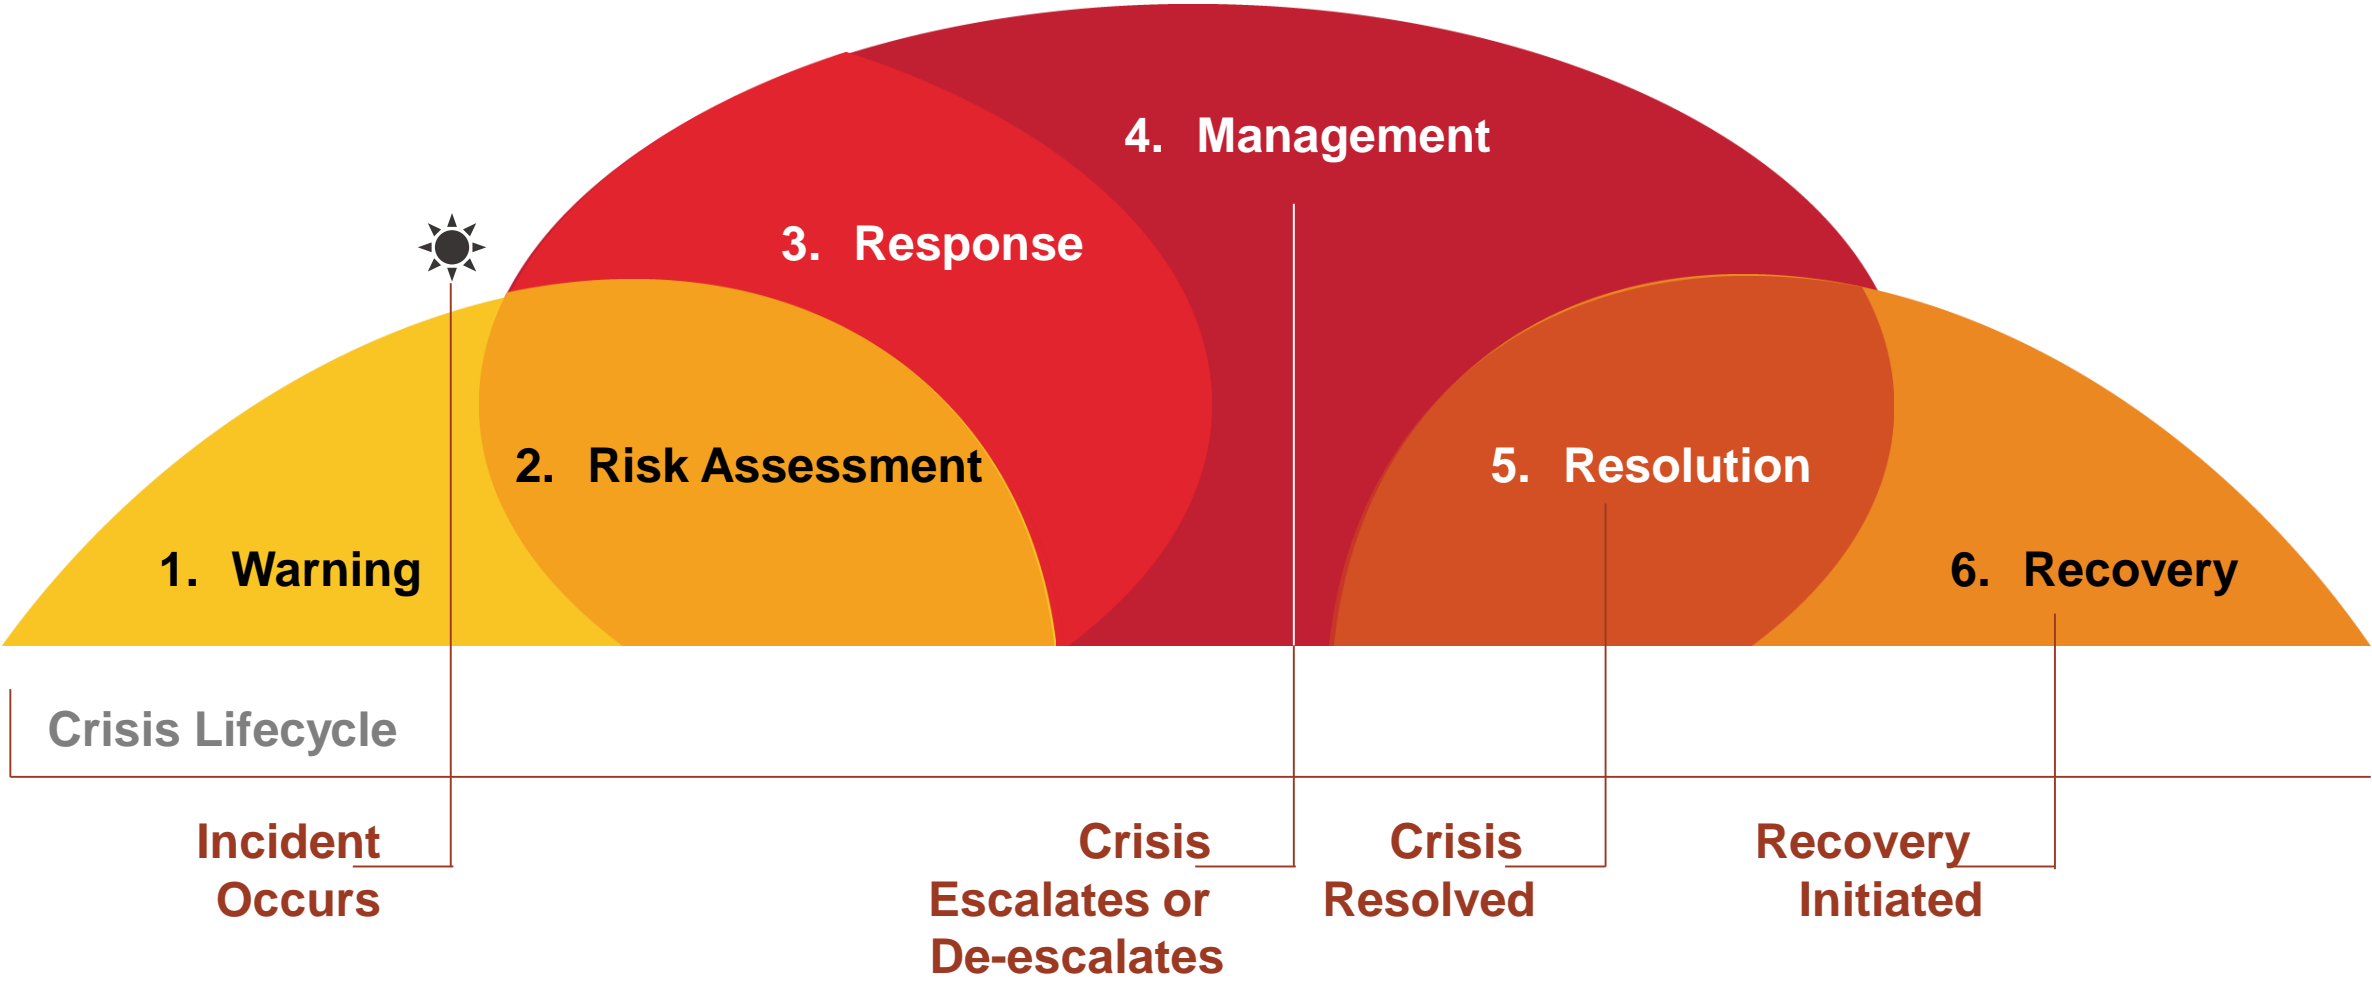 4. Management
3. Response
2. Risk Assessment
5. Resolution
1. Warning
6. Recovery
Crisis Lifecycle
Incident
Occurs
Crisis
Escalates or
De-escalates
Crisis
Resolved
Recovery
Initiated